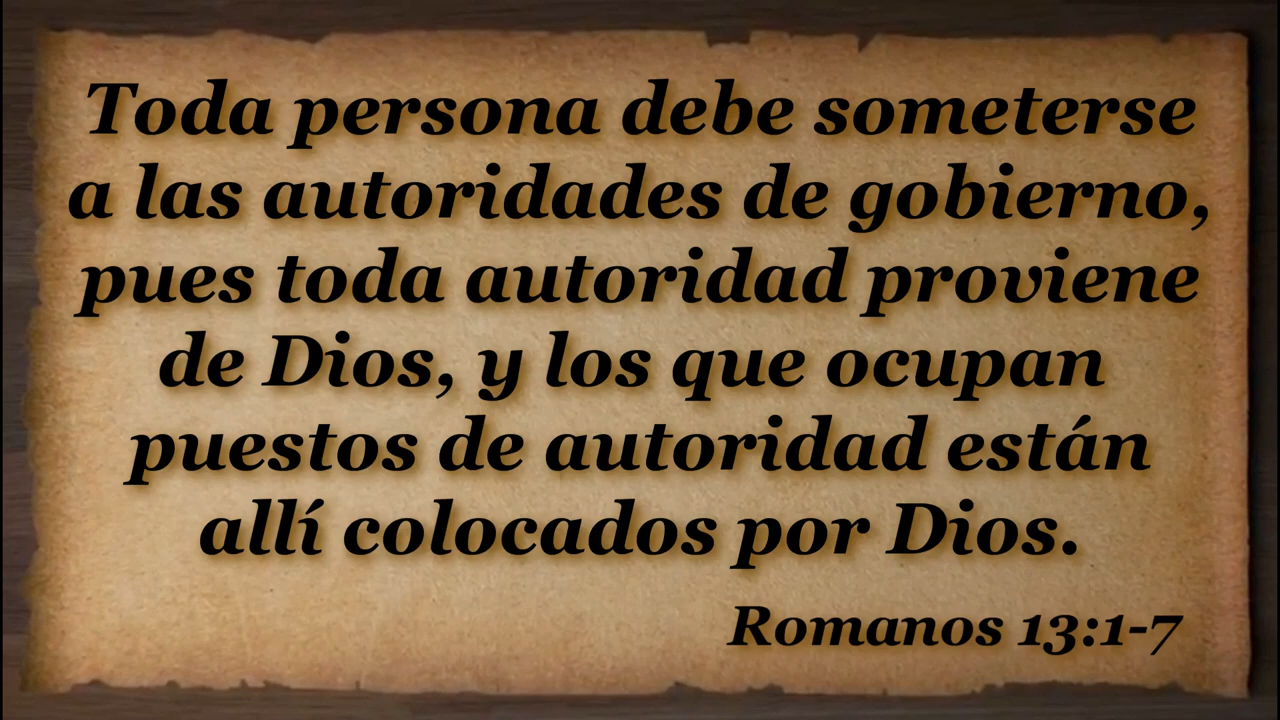 Toda persona debe someterse
a las autoridades de gobierno,
pues toda autoridad proviene
de Dios, y los que ocupan
puestos de autoridad están
allí colocados por Dios.
Romanos 13:1-7